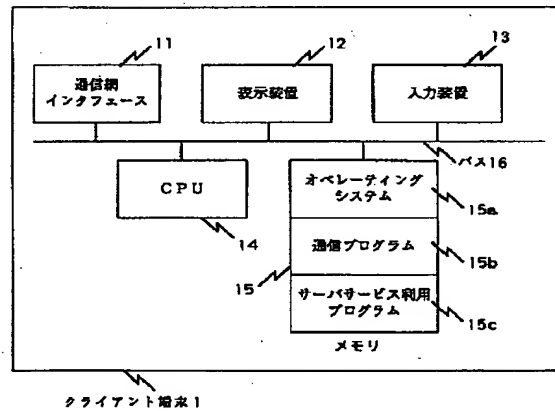 11
12
13
通信網
インタフェース
表示装置
入力装置
バス16
CPU
オペレーティング
システム
15a
14
通信プログラム
15b
15
サーバサービス利用
プログラム
15c
メモリ
クライアント端末1